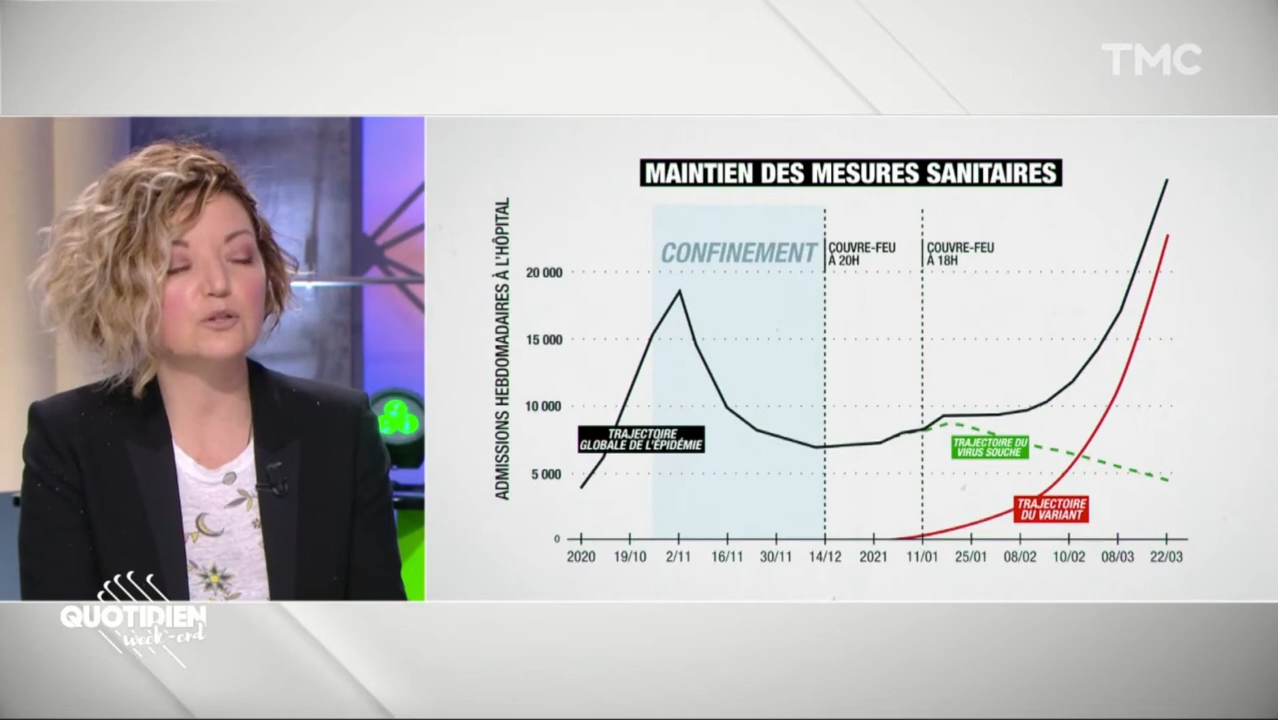 TMC
MAINTIEN DES MESURES SANITAIRES
ADMISSIONS HEBDOMADAIRES À L'HÔPITAL
CONFINEMENT
COUVRE-FEU
À 20H
COUVRE-FEU
À 18H
20 000
15 000
10 000
5 000
0
TRAJECTOIRE
GLOBALE DE L'ÉPIDÉMIE
TRAJECTOIRE DU
VIRUS SOUCHE
TRAJECTOIRE
DU VARIANT
2020 19/10 2/11 16/11 30/11 14/12 2021 11/01 25/01 08/02 10/02 08/03 22/03
QUOTIDIEN
week-end